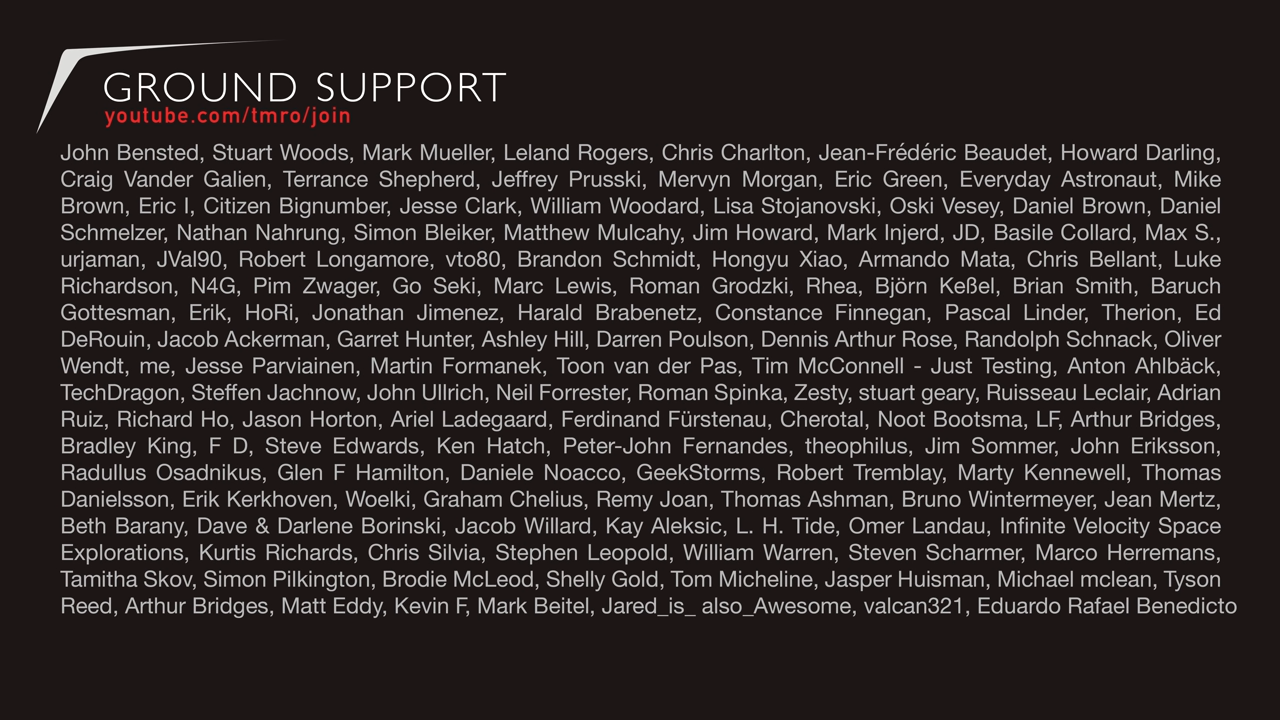 GROUND SUPPORT
youtube.com/tmro/join
John Bensted, Stuart Woods, Mark Mueller, Leland Rogers, Chris Charlton, Jean-Frédéric Beaudet, Howard Darling,
Craig Vander Galien, Terrance Shepherd, Jeffrey Prusski, Mervyn Morgan, Eric Green, Everyday Astronaut, Mike
Brown, Eric I, Citizen Bignumber, Jesse Clark, William Woodard, Lisa Stojanovski, Oski Vesey, Daniel Brown, Daniel
Schmelzer, Nathan Nahrung, Simon Bleiker, Matthew Mulcahy, Jim Howard, Mark Injerd, JD, Basile Collard, Max S.,
urjaman, JVal90, Robert Longamore, vto80, Brandon Schmidt, Hongyu Xiao, Armando Mata, Chris Bellant, Luke
Richardson, N4G, Pim Zwager, Go Seki, Marc Lewis, Roman Grodzki, Rhea, Björn Keßel, Brian Smith, Baruch
Gottesman, Erik, HoRi, Jonathan Jimenez, Harald Brabenetz, Constance Finnegan, Pascal Linder, Therion, Ed
DeRouin, Jacob Ackerman, Garret Hunter, Ashley Hill, Darren Poulson, Dennis Arthur Rose, Randolph Schnack, Oliver
Wendt, me, Jesse Parviainen, Martin Formanek, Toon van der Pas, Tim McConnell - Just Testing, Anton Ahlbäck,
TechDragon, Steffen Jachnow, John Ullrich, Neil Forrester, Roman Spinka, Zesty, stuart geary, Ruisseau Leclair, Adrian
Ruiz, Richard Ho, Jason Horton, Ariel Ladegaard, Ferdinand Fürstenau, Cherotal, Noot Bootsma, LF, Arthur Bridges,
Bradley King, F D, Steve Edwards, Ken Hatch, Peter-John Fernandes, theophilus, Jim Sommer, John Eriksson,
Radullus Osadnikus, Glen F Hamilton, Daniele Noacco, GeekStorms, Robert Tremblay, Marty Kennewell, Thomas
Danielsson, Erik Kerkhoven, Woelki, Graham Chelius, Remy Joan, Thomas Ashman, Bruno Wintermeyer, Jean Mertz,
Beth Barany, Dave & Darlene Borinski, Jacob Willard, Kay Aleksic, L. H. Tide, Omer Landau, Infinite Velocity Space
Explorations, Kurtis Richards, Chris Silvia, Stephen Leopold, William Warren, Steven Scharmer, Marco Herremans,
Tamitha Skov, Simon Pilkington, Brodie McLeod, Shelly Gold, Tom Micheline, Jasper Huisman, Michael mclean, Tyson
Reed, Arthur Bridges, Matt Eddy, Kevin F, Mark Beitel, Jared_is_ also_Awesome, valcan321, Eduardo Rafael Benedicto